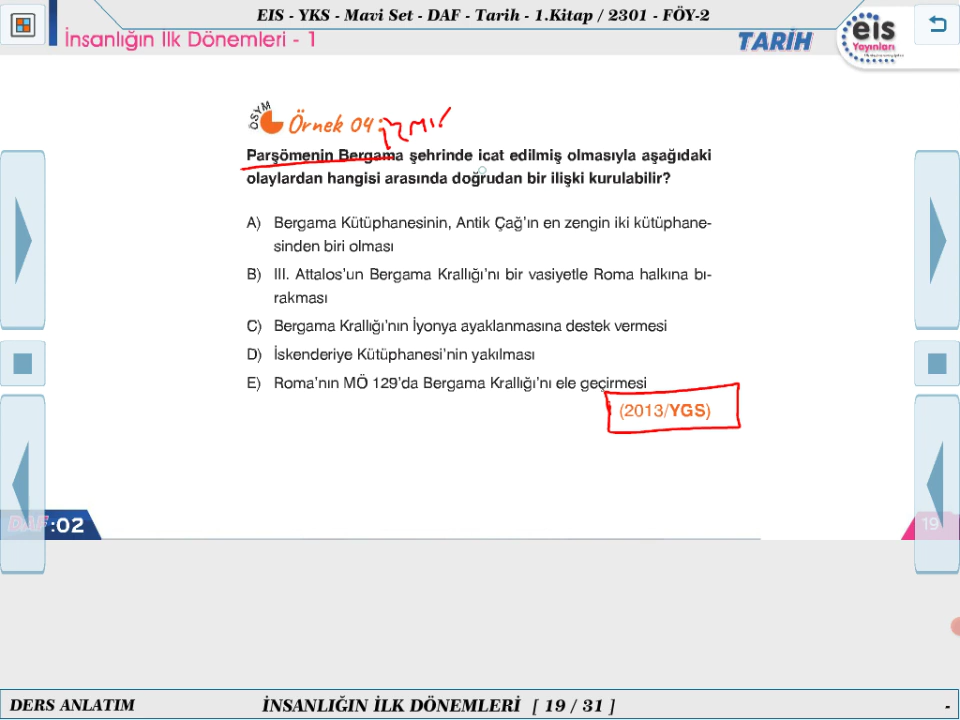 EIS - YKS - Mavi Set - DAF - Tarih - 1.Kitap / 2301 - FÖY-2
İnsanlığın İlk Dönemleri - 1
TARİH
eis
Yayınları
ÖSYM
Örnek 04:
İZMİR
Parşömenin Bergama şehrinde icat edilmiş olmasıyla aşağıdaki
olaylardan hangisi arasında doğrudan bir ilişki kurulabilir?
A) Bergama Kütüphanesinin, Antik Çağ'ın en zengin iki kütüphane-
sinden biri olması
B) III. Attalos'un Bergama Krallığı'nı bir vasiyetle Roma halkına bı-
rakması
C) Bergama Krallığı'nın İyonya ayaklanmasına destek vermesi
D) İskenderiye Kütüphanesi'nin yakılması
E) Roma'nın MÖ 129'da Bergama Krallığı'nı ele geçirmesi
(2013/YGS)
DAF:02
19
DERS ANLATIM
İNSANLIĞIN İLK DÖNEMLERİ [ 19 / 31 ]
-